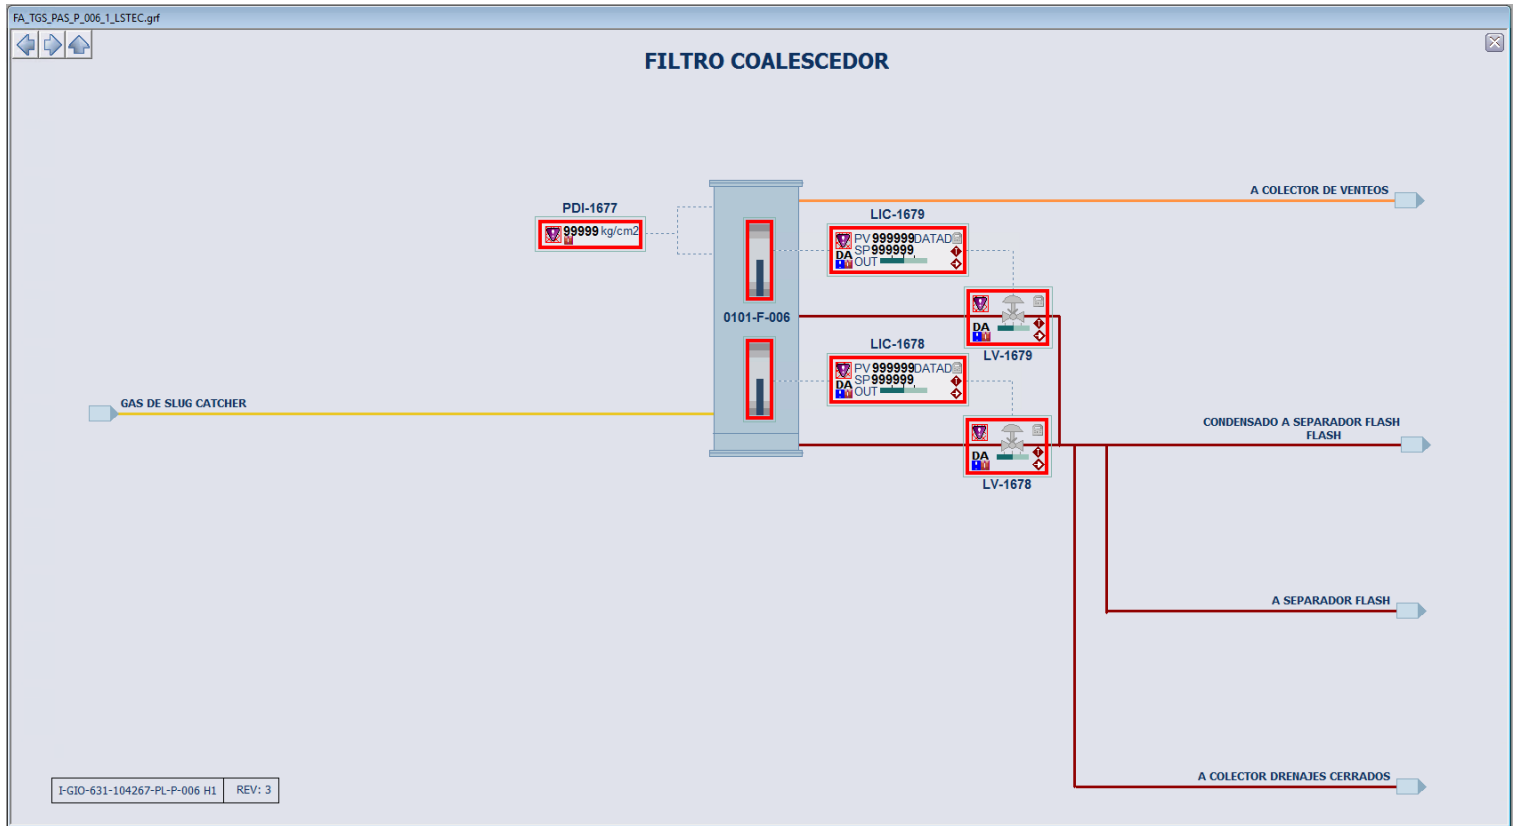 FA_TGS_PAS_P_006_1_LSTEC.grf
FILTRO COALESCEDOR
A COLECTOR DE VENTEOS
PDI-1677
99999 kg/cm2
LIC-1679
PV 999999 DATAD
SP 999999
DA
OUT
0101-F-006
DA
LV-1679
LIC-1678
PV 999999 DATAD
SP 999999
DA
OUT
GAS DE SLUG CATCHER
CONDENSADO A SEPARADOR FLASH
FLASH
DA
LV-1678
A SEPARADOR FLASH
A COLECTOR DRENAJES CERRADOS
I-GIO-631-104267-PL-P-006 H1 REV: 3